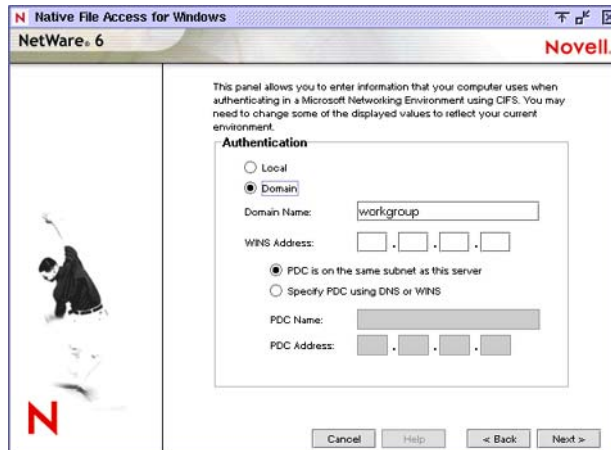 N Native File Access for Windows
NetWare® 6
Novell®
This panel allows you to enter information that your computer uses when
authenticating in a Microsoft Networking Environment using CIFS. You may
need to change some of the displayed values to reflect your current
environment.
Authentication
Local
Domain
Domain Name: workgroup
WINS Address: . . .
PDC is on the same subnet as this server
Specify PDC using DNS or WINS
PDC Name:
PDC Address: . . .
N
Cancel Help < Back Next >